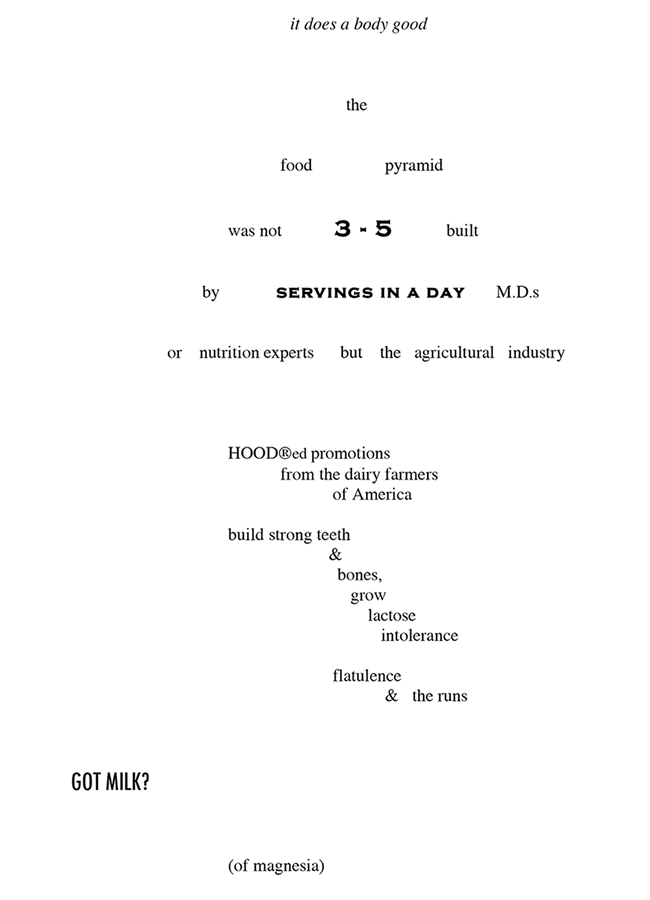 it does a body good
the
food pyramid
was not 3 - 5 built
by SERVINGS IN A DAY M.D.s
or nutrition experts but the agricultural industry
HOOD®ed promotions
from the dairy farmers
of America
build strong teeth
&
bones,
grow
lactose
intolerance
flatulence
& the runs
GOT MILK?
(of magnesia)